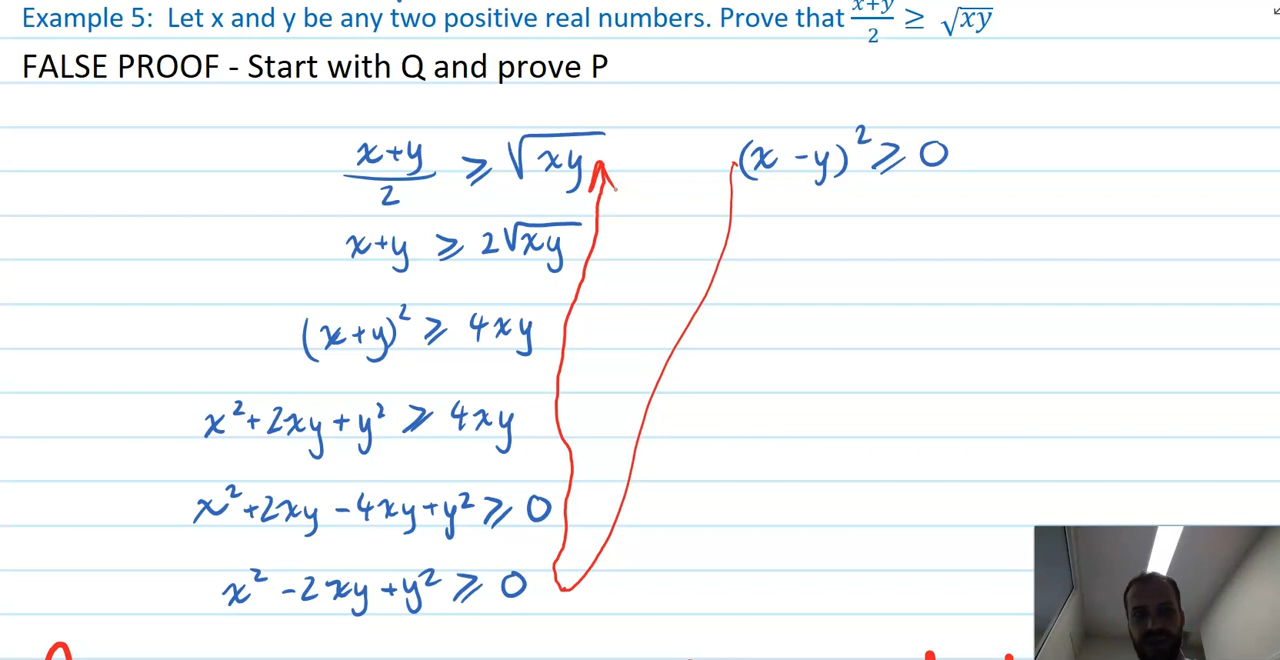 Example 5: Let x and y be any two positive real numbers. Prove that x+y/2 ≥ √xy
FALSE PROOF - Start with Q and prove P
x+y/2 ≥ √xy
x+y ≥ 2√xy
(x+y)² ≥ 4xy
x²+2xy+y² ≥ 4xy
x²+2xy-4xy+y² ≥ 0
x²-2xy+y² ≥ 0
(x-y)² ≥ 0